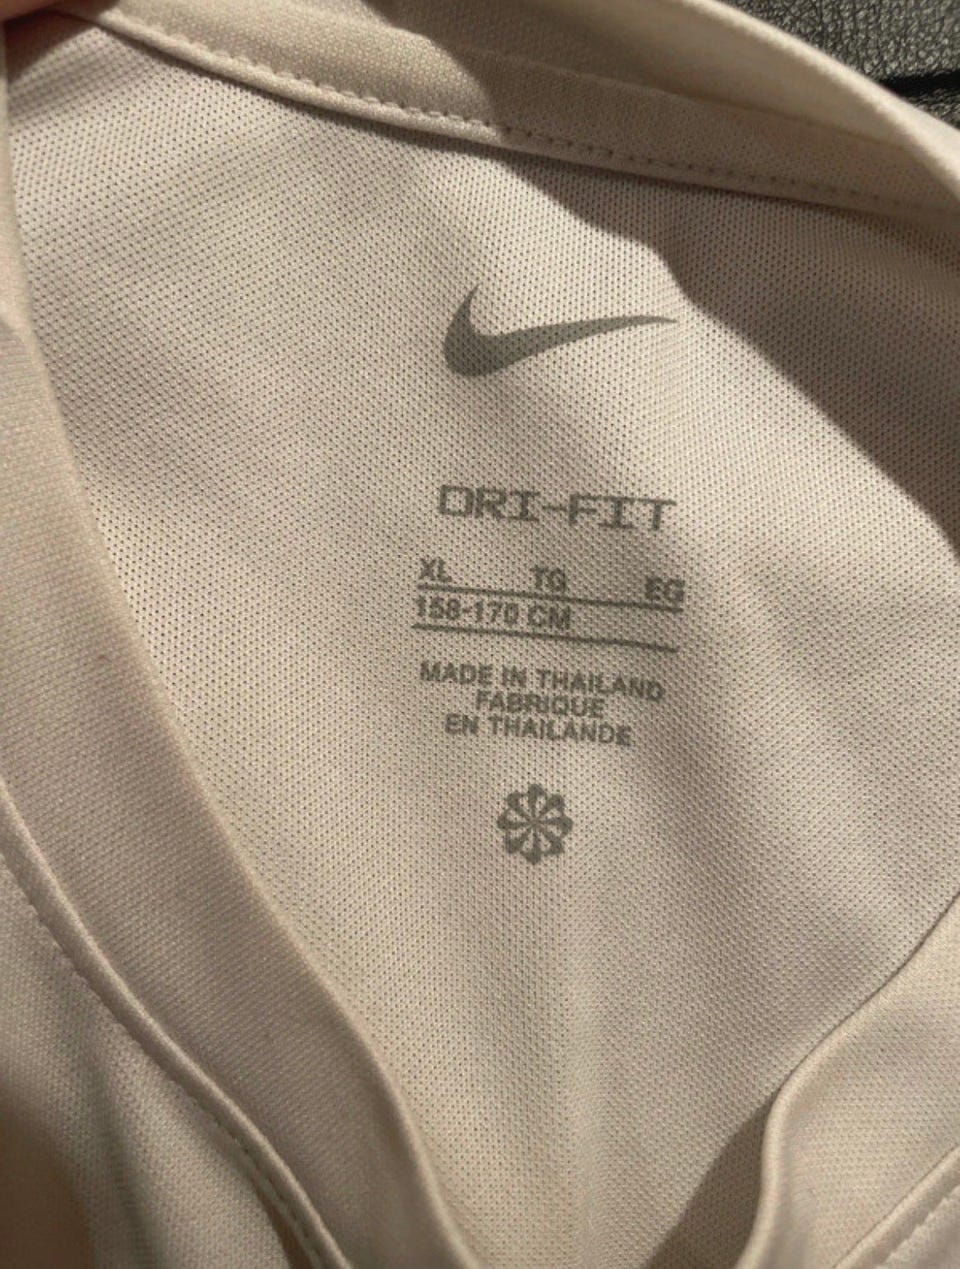 DRI-FIT
XL TG EG
158-170 CM
MADE IN THAILAND
FABRIQUE
EN THAILANDE